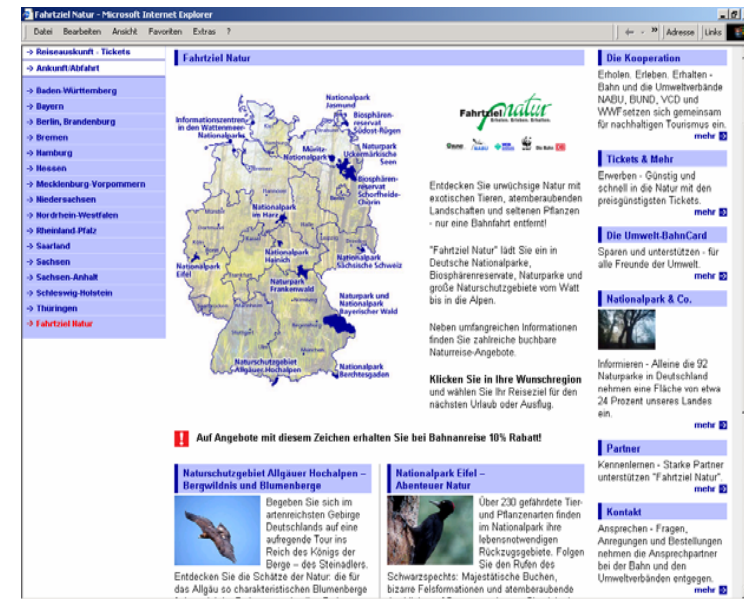 Fahrtziel Natur - Microsoft Internet Explorer
Datei Bearbeiten Ansicht Favoriten Extras ?
Adresse Links
Reiseauskunft - Tickets
Ankunft/Abfahrt
Baden-Württemberg
Bayern
Berlin, Brandenburg
Bremen
Hamburg
Hessen
Mecklenburg-Vorpommern
Niedersachsen
Nordrhein-Westfalen
Rheinland-Pfalz
Saarland
Sachsen
Sachsen-Anhalt
Schleswig-Holstein
Thüringen
Fahrtziel Natur
Fahrtziel Natur
Nationalpark
Jasmund
Informationszentren
in den Wattenmeer-
Nationalparks
Biosphären-
reservat
Südost-Rügen
Müritz-
Nationalpark
Naturpark
Uckermärkische
Seen
Biosphären-
reservat
Schorfheide-
Chorin
Nationalpark
im Harz
Nationalpark
Hainich
Nationalpark
Eifel
Nationalpark
Sächsische Schweiz
Naturpark
Frankenwald
Naturpark und
Nationalpark
Bayerischer Wald
Naturschutzgebiet
Allgäuer Hochalpen
Nationalpark
Berchtesgaden
Fahrtziel natur
Erholen. Erleben. Erhalten.
NABU
Die Bahn DB
Entdecken Sie urwüchsige Natur mit
exotischen Tieren, atemberaubenden
Landschaften und seltenen Pflanzen
- nur eine Bahnfahrt entfernt!
"Fahrtziel Natur" lädt Sie ein in
Deutsche Nationalparke,
Biosphärenreservate, Naturparke und
große Naturschutzgebiete vom Watt
bis in die Alpen.
Neben umfangreichen Informationen
finden Sie zahlreiche buchbare
Naturreise-Angebote.
Klicken Sie in Ihre Wunschregion
und wählen Sie Ihr Reiseziel für den
nächsten Urlaub oder Ausflug.
! Auf Angebote mit diesem Zeichen erhalten Sie bei Bahnanreise 10% Rabatt!
Naturschutzgebiet Allgäuer Hochalpen –
Bergwildnis und Blumenberge
Begeben Sie sich im
artenreichsten Gebirge
Deutschlands auf eine
aufregende Tour ins
Reich des Königs der
Berge – des Steinadlers.
Entdecken Sie die Schätze der Natur: die für
das Allgäu so charakteristischen Blumenberge
Nationalpark Eifel –
Abenteuer Natur
Über 230 gefährdete Tier-
und Pflanzenarten finden
im Nationalpark ihre
lebensnotwendigen
Rückzugsgebiete. Folgen
Sie den Rufen des
Schwarzspechts: Majestätische Buchen,
bizarre Felsformationen und atemberaubende
Die Kooperation
Erholen. Erleben. Erhalten -
Bahn und die Umweltverbände
NABU, BUND, VCD und
WWF setzen sich gemeinsam
für nachhaltigen Tourismus ein.
mehr
Tickets & Mehr
Erwerben - Günstig und
schnell in die Natur mit den
preisgünstigsten Tickets.
mehr
Die Umwelt-BahnCard
Sparen und unterstützen - für
alle Freunde der Umwelt.
mehr
Nationalpark & Co.
Informieren - Alleine die 92
Naturparke in Deutschland
nehmen eine Fläche von etwa
24 Prozent unseres Landes
ein.
mehr
Partner
Kennenlernen - Starke Partner
unterstützen "Fahrtziel Natur".
mehr
Kontakt
Ansprechen - Fragen,
Anregungen und Bestellungen
nehmen die Ansprechpartner
bei der Bahn und den
Umweltverbänden entgegen.
mehr